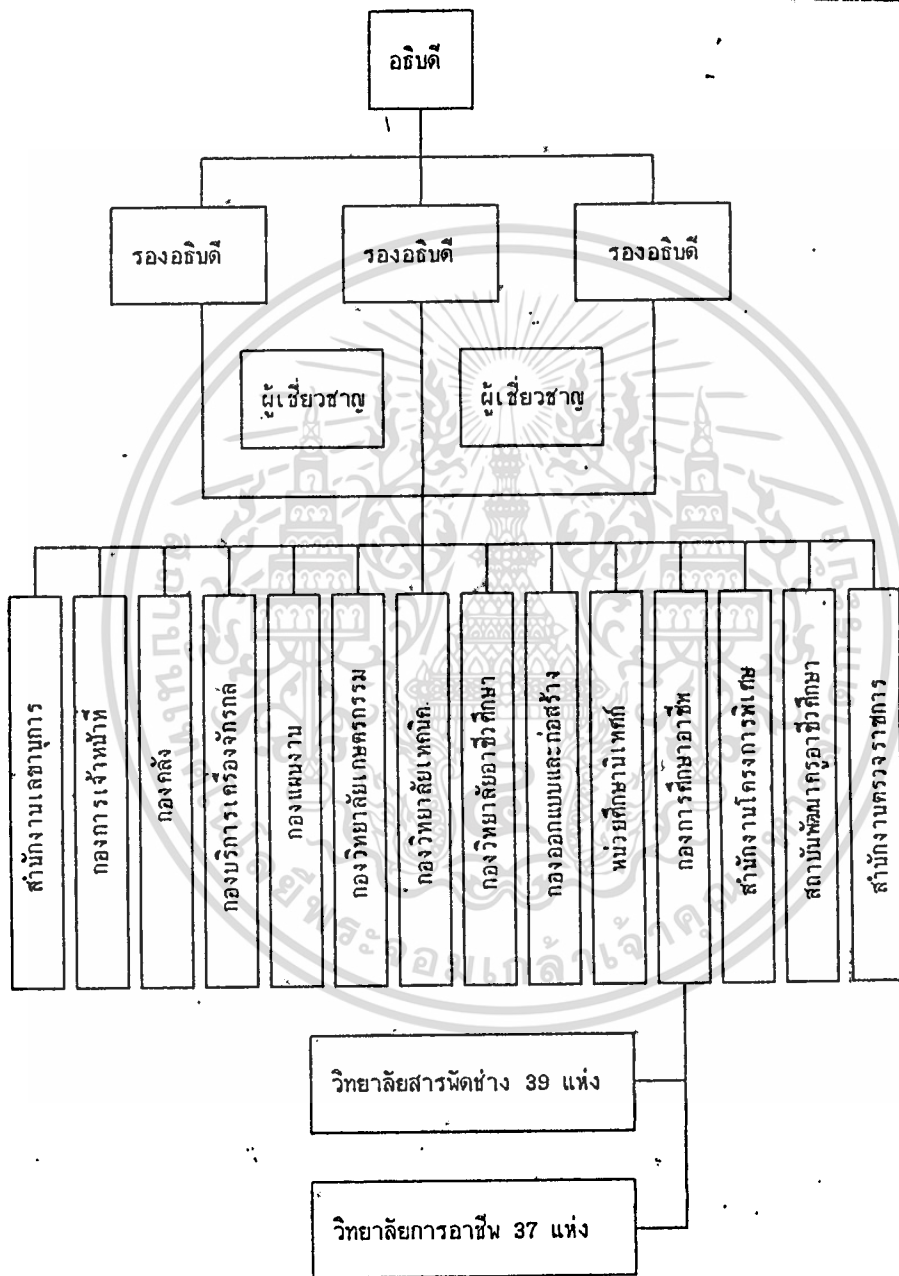 อธิบดี
รองอธิบดี
รองอธิบดี
รองอธิบดี
ผู้เชี่ยวชาญ
ผู้เชี่ยวชาญ
สำนักงานเลขานุการ
กองการเจ้าหน้าที่
กองคลัง
กองบริการเครื่องจักรกล
กองแผนงาน
กองวิทยาลัยเกษตรกรรม
กองวิทยาลัยเทคนิค
กองวิทยาลัยอาชีวศึกษา
กองออกแบบและก่อสร้าง
หน่วยศึกษานิเทศก์
กองการศึกษาอาชีพ
สำนักงานโครงการพิเศษ
สถาบันพัฒนาครูอาชีวศึกษา
สำนักงานตรวจราชการ
วิทยาลัยสารพัดช่าง 39 แห่ง
วิทยาลัยการอาชีพ 37 แห่ง